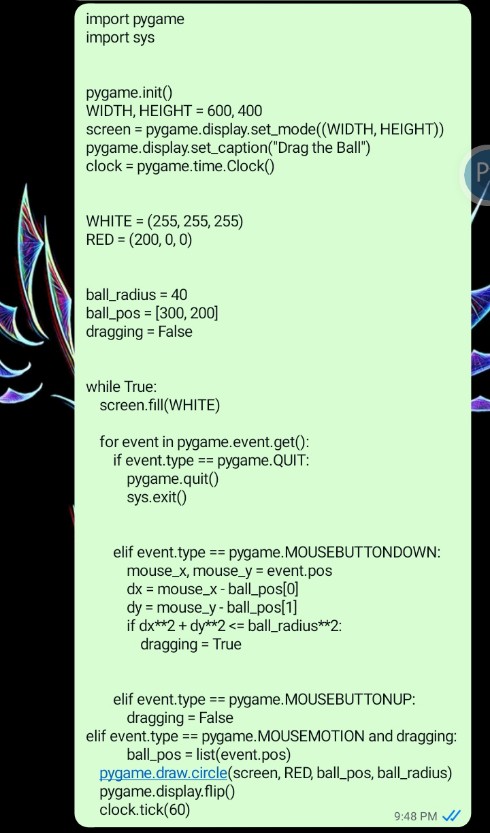 import pygame
import sys
pygame.init()
WIDTH, HEIGHT = 600, 400
screen = pygame.display.set_mode((WIDTH, HEIGHT))
pygame.display.set_caption("Drag the Ball")
clock = pygame.time.Clock()
P
WHITE = (255, 255, 255)
RED = (200, 0, 0)
ball_radius = 40
ball_pos = [300, 200]
dragging = False
while True:
    screen.fill(WHITE)
    for event in pygame.event.get():
        if event.type == pygame.QUIT:
            pygame.quit()
            sys.exit()
        elif event.type == pygame.MOUSEBUTTONDOWN:
            mouse_x, mouse_y = event.pos
            dx = mouse_x - ball_pos[0]
            dy = mouse_y - ball_pos[1]
            if dx**2 + dy**2 <= ball_radius**2:
                dragging = True
        elif event.type == pygame.MOUSEBUTTONUP:
            dragging = False
elif event.type == pygame.MOUSEMOTION and dragging:
            ball_pos = list(event.pos)
    pygame.draw.circle(screen, RED, ball_pos, ball_radius)
    pygame.display.flip()
    clock.tick(60)
9:48 PM